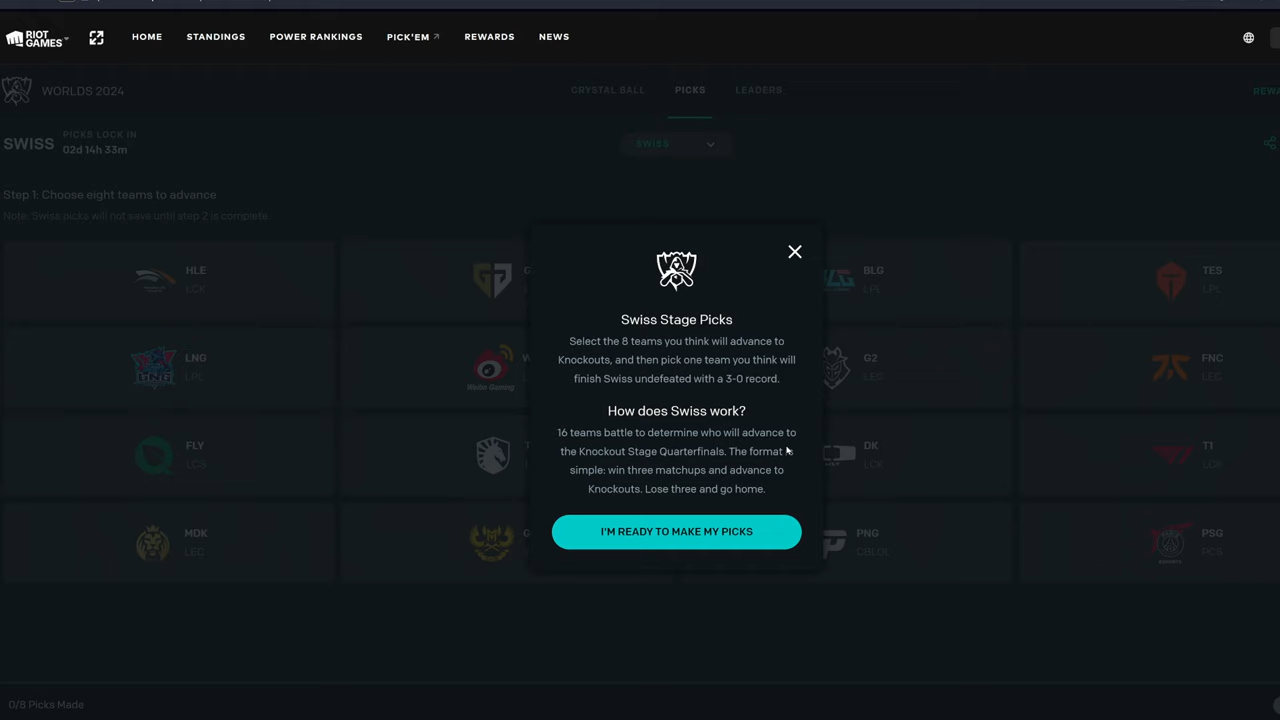 RIOT GAMES
HOME
STANDINGS
POWER RANKINGS
PICK'EM
REWARDS
NEWS
WORLDS 2024
CRYSTAL BALL
PICKS
LEADERS
SWISS
PICKS LOCK IN
02d 14h 33m
SWISS
Step 1: Choose eight teams to advance
Note: Swiss picks will not save until step 2 is complete.
HLE
LCK
BLG
LPL
TES
LPL
LNG
LPL
Weibo Gaming
G2
LEC
FNC
LEC
FLY
LCS
DK
LCK
T1
LCK
MDK
LEC
PNG
CBLOL
PSG
PCS
Swiss Stage Picks
Select the 8 teams you think will advance to
Knockouts, and then pick one team you think will
finish Swiss undefeated with a 3-0 record.
How does Swiss work?
16 teams battle to determine who will advance to
the Knockout Stage Quarterfinals. The format is
simple: win three matchups and advance to
Knockouts. Lose three and go home.
I'M READY TO MAKE MY PICKS
0/8 Picks Made